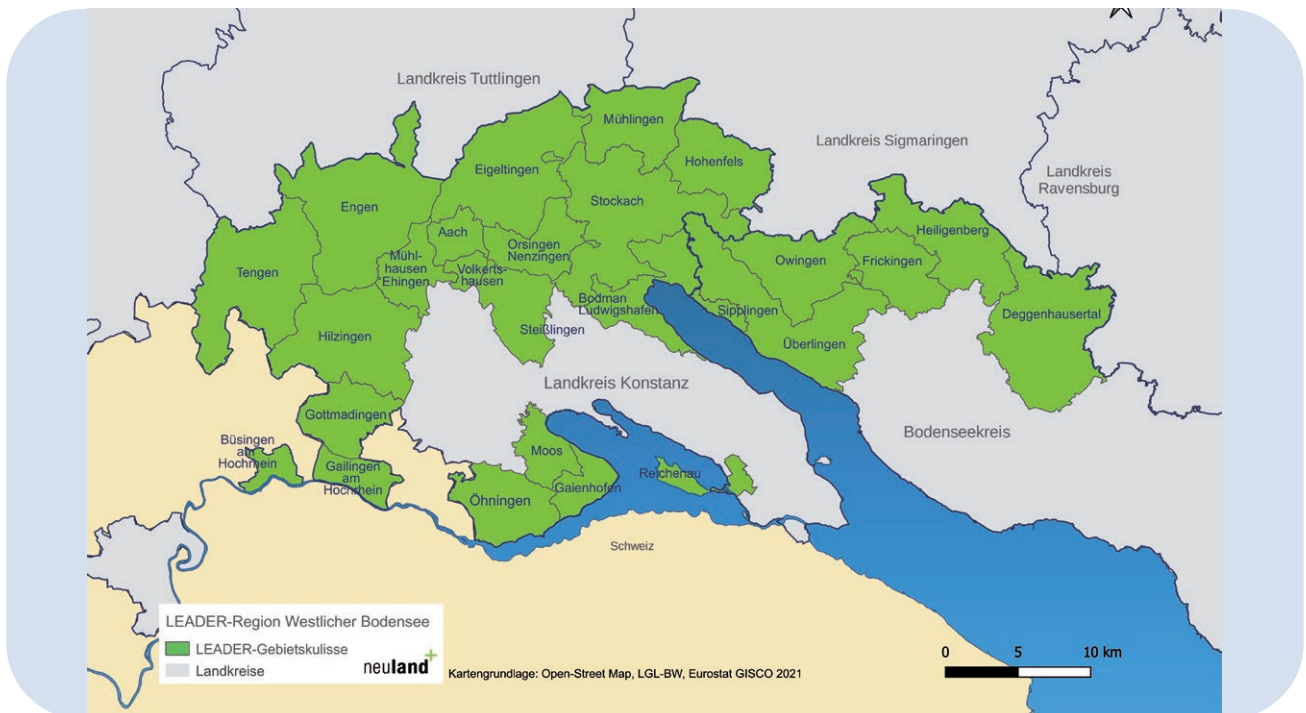 Landkreis Tuttlingen
Mühlingen
Landkreis Sigmaringen
Hohenfels
Eigeltingen
Landkreis
Ravensburg
Stockach
Engen
Heiligenberg
Aach
Orsingen
Nenzingen
Owingen
Frickingen
Mühl-
hausen
Ehingen
Volkerts-
hausen
Tengen
Bodman
Ludwigshafen
Sipplingen
Deggenhausertal
Steißlingen
Hilzingen
Überlingen
Landkreis Konstanz
Gottmadingen
Bodenseekreis
Büsingen
am
Hochrhein
Moos
Gailingen
am
Hochrhein
Reichenau
Gaienhofen
Öhningen
Schweiz
LEADER-Region Westlicher Bodensee
LEADER-Gebietskulisse
Landkreise
neuland+
Kartengrundlage: Open-Street Map, LGL-BW, Eurostat GISCO 2021
0 5 10 km